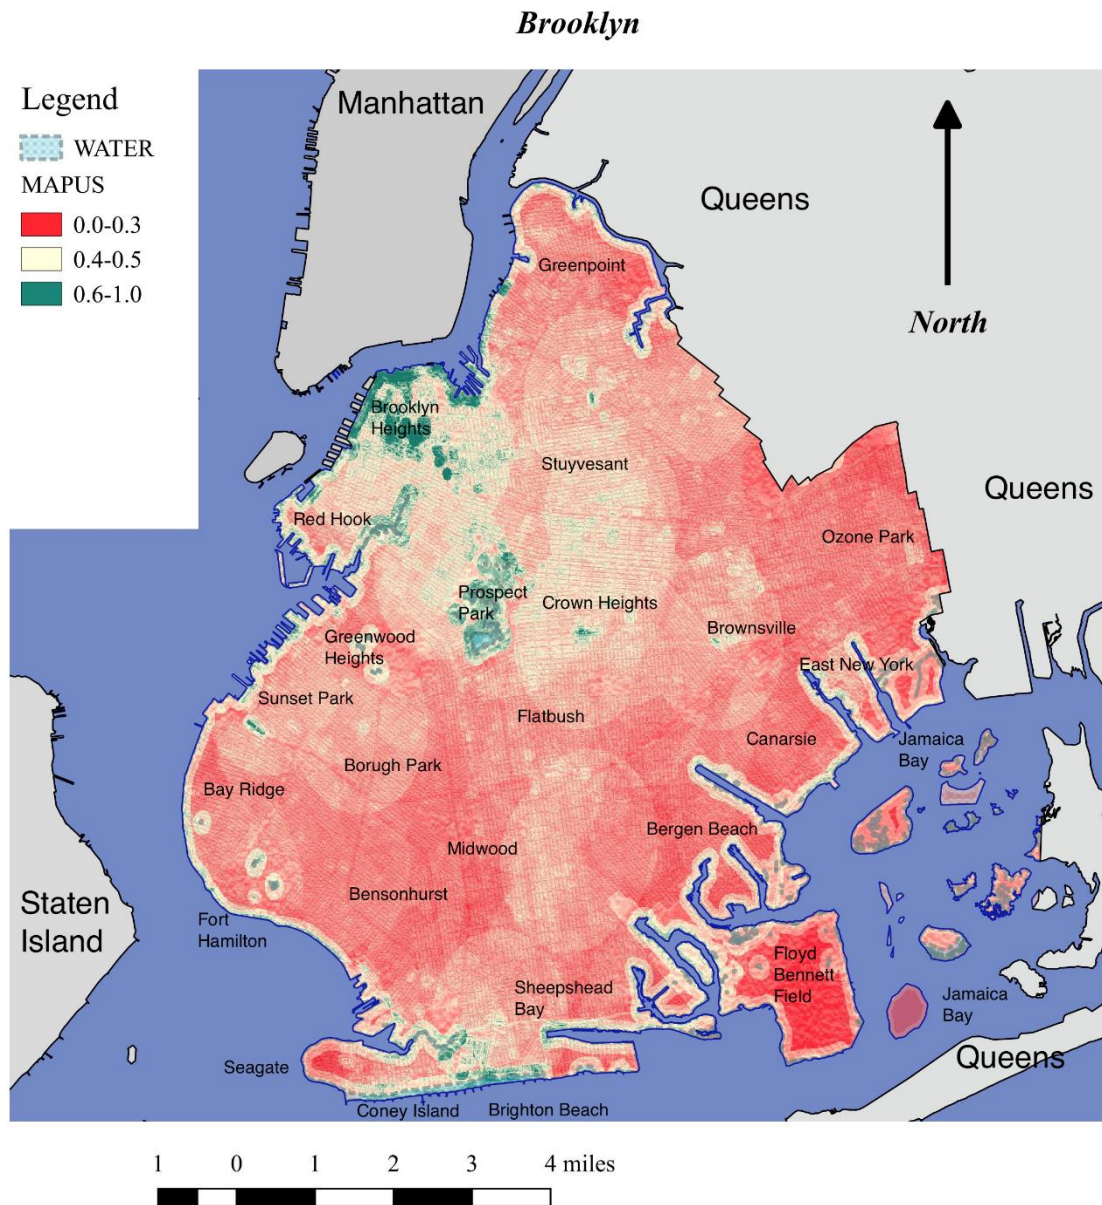 Brooklyn
Legend
WATER
MAPUS
0.0-0.3
0.4-0.5
0.6-1.0
Manhattan
Queens
North
Greenpoint
Brooklyn
Heights
Stuyvesant
Queens
Red Hook
Ozone Park
Prospect
Park
Crown Heights
Brownsville
Greenwood
Heights
East New York
Sunset Park
Flatbush
Canarsie
Jamaica
Bay
Borugh Park
Bay Ridge
Bergen Beach
Midwood
Bensonhurst
Staten
Island
Fort
Hamilton
Floyd
Bennett
Field
Sheepshead
Bay
Jamaica
Bay
Seagate
Queens
Coney Island
Brighton Beach
1 0 1 2 3 4 miles